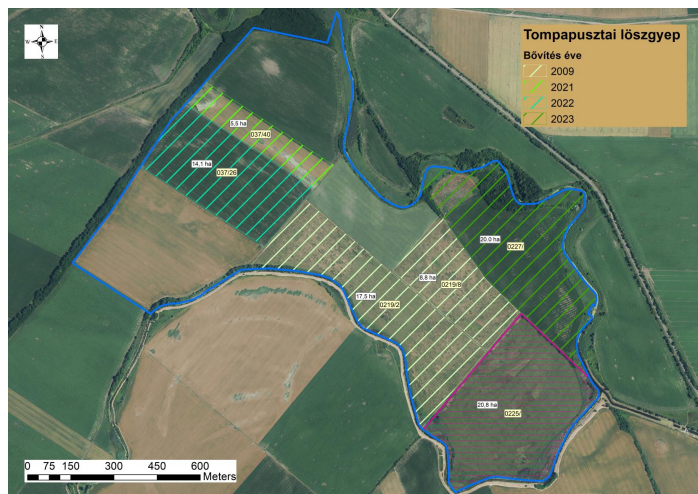 Tompapusztai löszgyep
Bővítés éve
2009
2021
2022
2023
N
W E
S
5,5 ha
037/40
14,1 ha
037/26
20,0 ha
0227/
8,8 ha
0219/8
17,5 ha
0219/2
20,8 ha
0225/
0 75 150 300 450 600
Meters